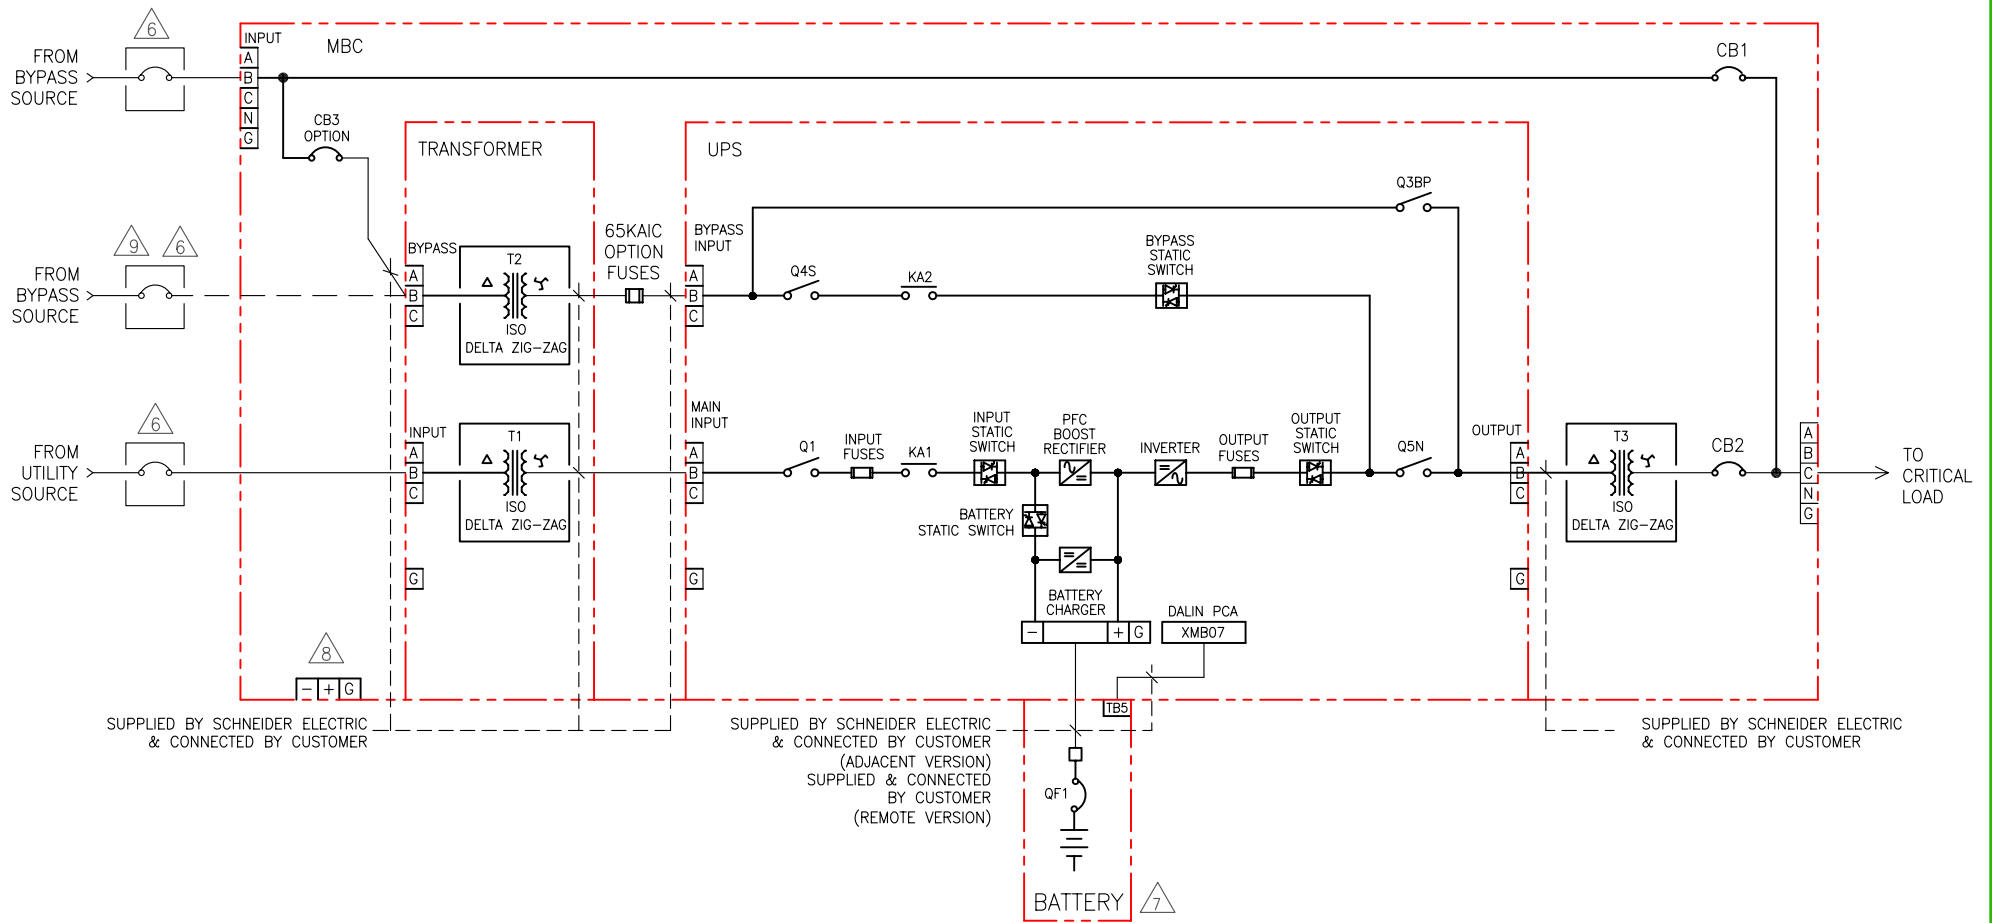 6
FROM
BYPASS
SOURCE
INPUT
A
B
C
N
G
MBC
CB1
CB3
OPTION
TRANSFORMER
UPS
Q3BP
9
6
FROM
BYPASS
SOURCE
BYPASS
A
B
C
T2
ISO
DELTA ZIG-ZAG
65KAIC
OPTION
FUSES
BYPASS
INPUT
A
B
C
Q4S
KA2
BYPASS
STATIC
SWITCH
6
FROM
UTILITY
SOURCE
INPUT
A
B
C
T1
ISO
DELTA ZIG-ZAG
MAIN
INPUT
A
B
C
Q1
INPUT
FUSES
KA1
INPUT
STATIC
SWITCH
PFC
BOOST
RECTIFIER
INVERTER
OUTPUT
FUSES
OUTPUT
STATIC
SWITCH
Q5N
OUTPUT
A
B
C
T3
ISO
DELTA ZIG-ZAG
CB2
A
B
C
N
G
TO
CRITICAL
LOAD
BATTERY
STATIC SWITCH
G
G
G
BATTERY
CHARGER
- + G
DALIN PCA
XMB07
8
- + G
TB5
SUPPLIED BY SCHNEIDER ELECTRIC
& CONNECTED BY CUSTOMER
SUPPLIED BY SCHNEIDER ELECTRIC
& CONNECTED BY CUSTOMER
(ADJACENT VERSION)
SUPPLIED & CONNECTED
BY CUSTOMER
(REMOTE VERSION)
SUPPLIED BY SCHNEIDER ELECTRIC
& CONNECTED BY CUSTOMER
QF1
BATTERY
7